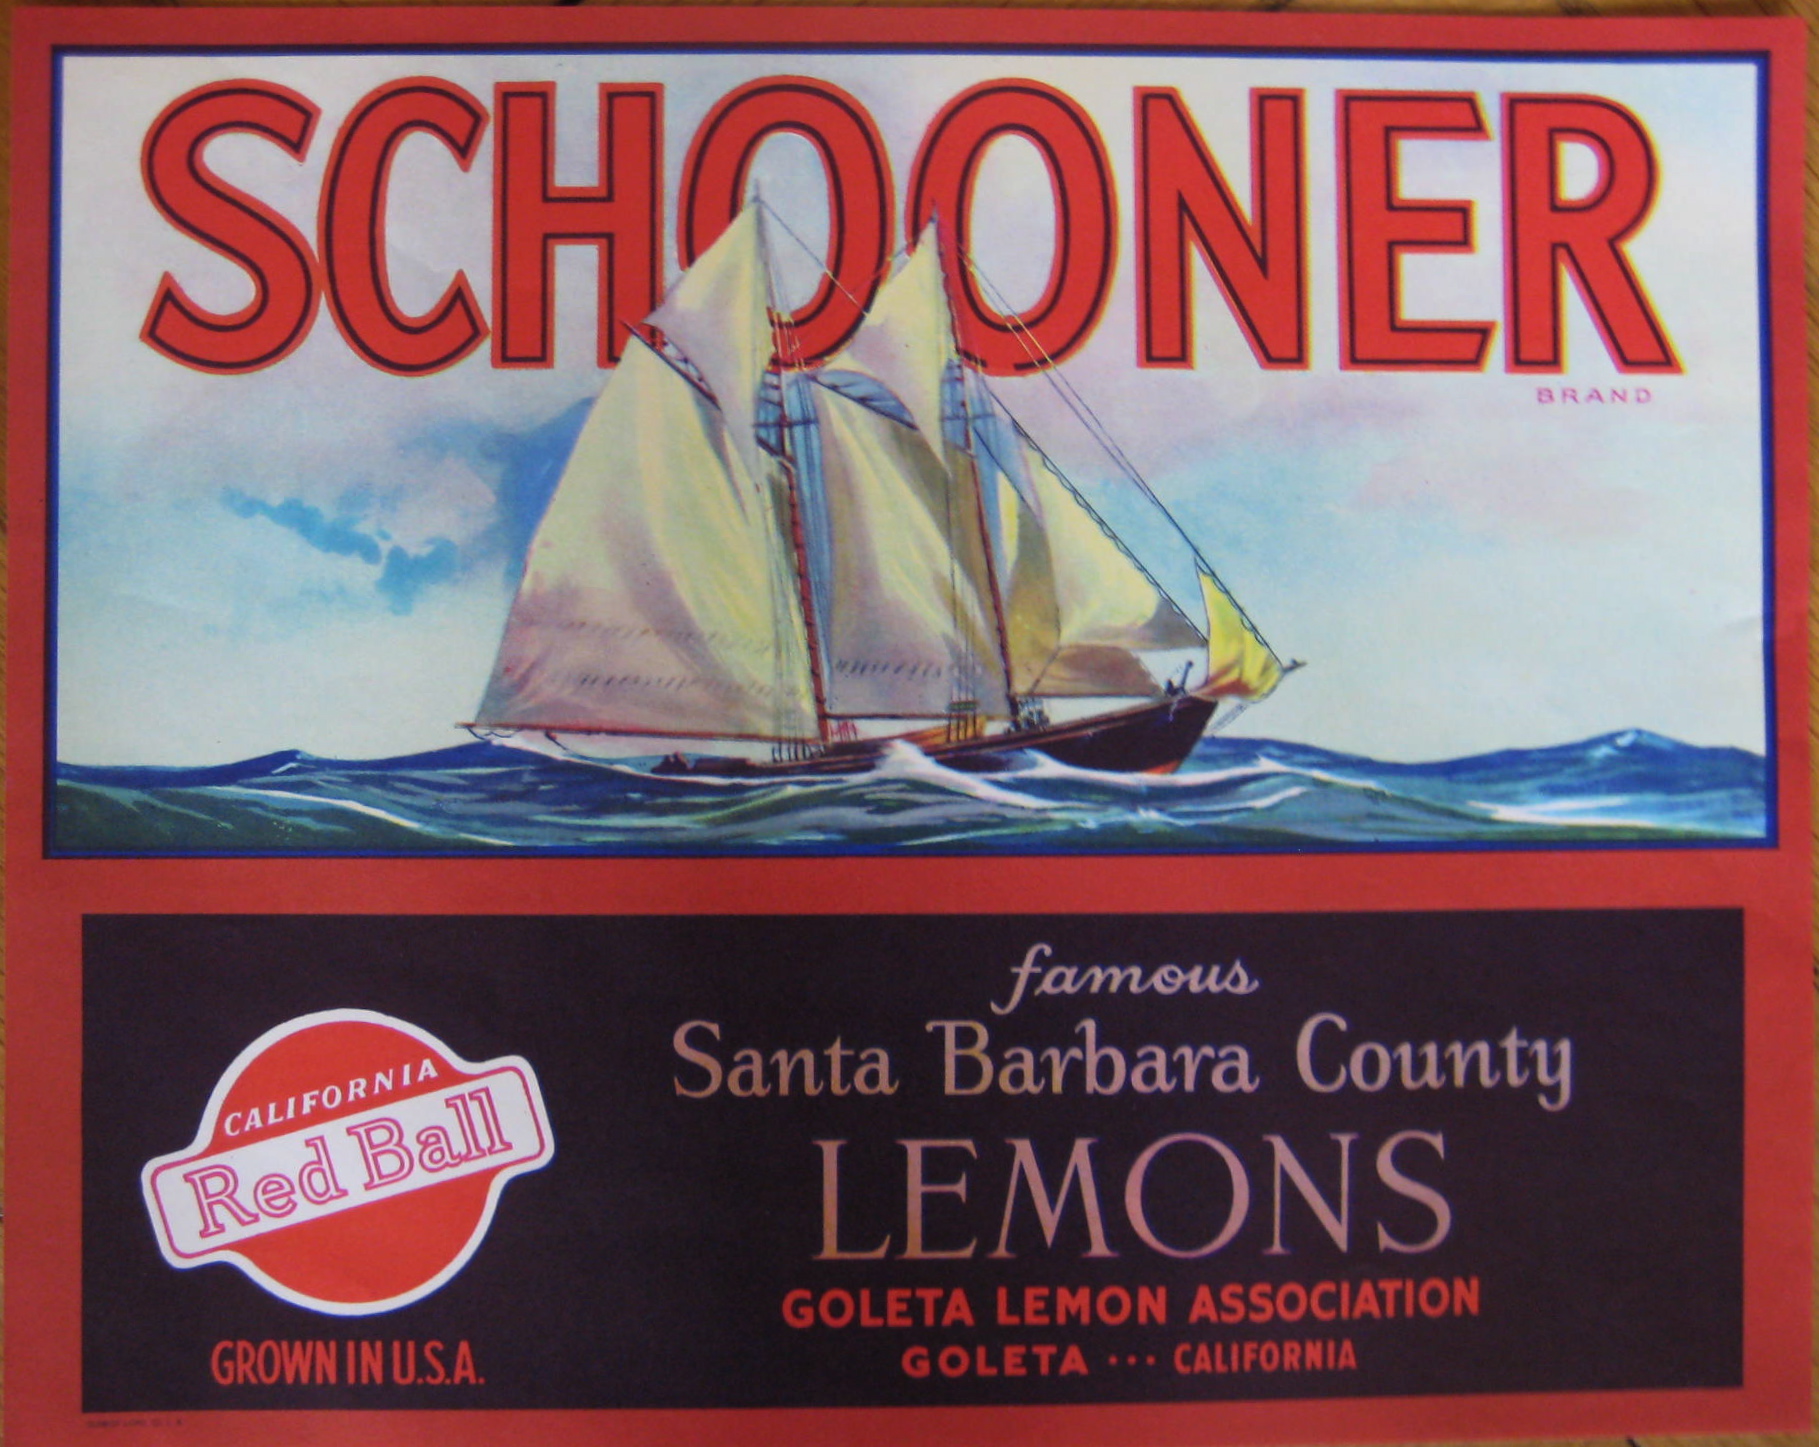 SCHOONER
BRAND
famous
Santa Barbara County
LEMONS
GOLETA LEMON ASSOCIATION
GOLETA ... CALIFORNIA
CALIFORNIA
Red Ball
GROWN IN U.S.A.